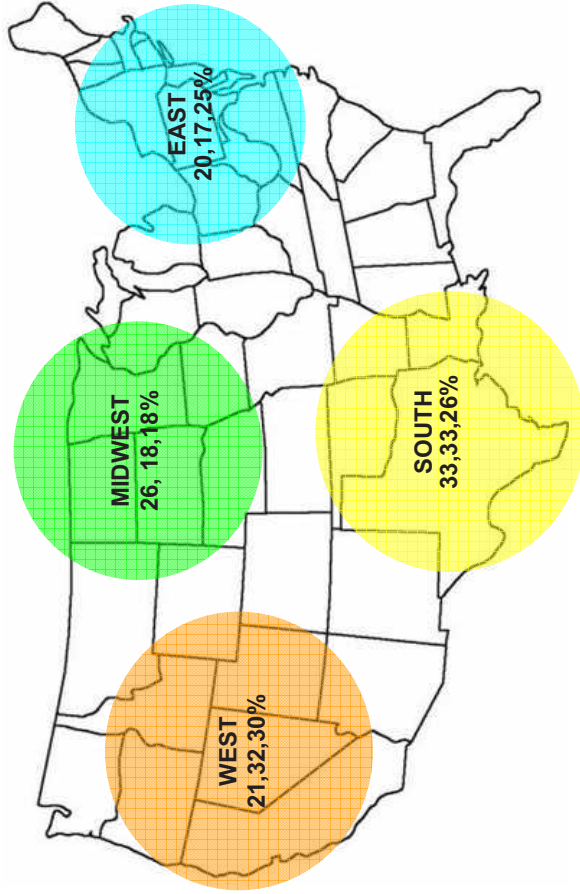 EAST
20,17,25%
MIDWEST
26, 18,18%
SOUTH
33,33,26%
WEST
21,32,30%